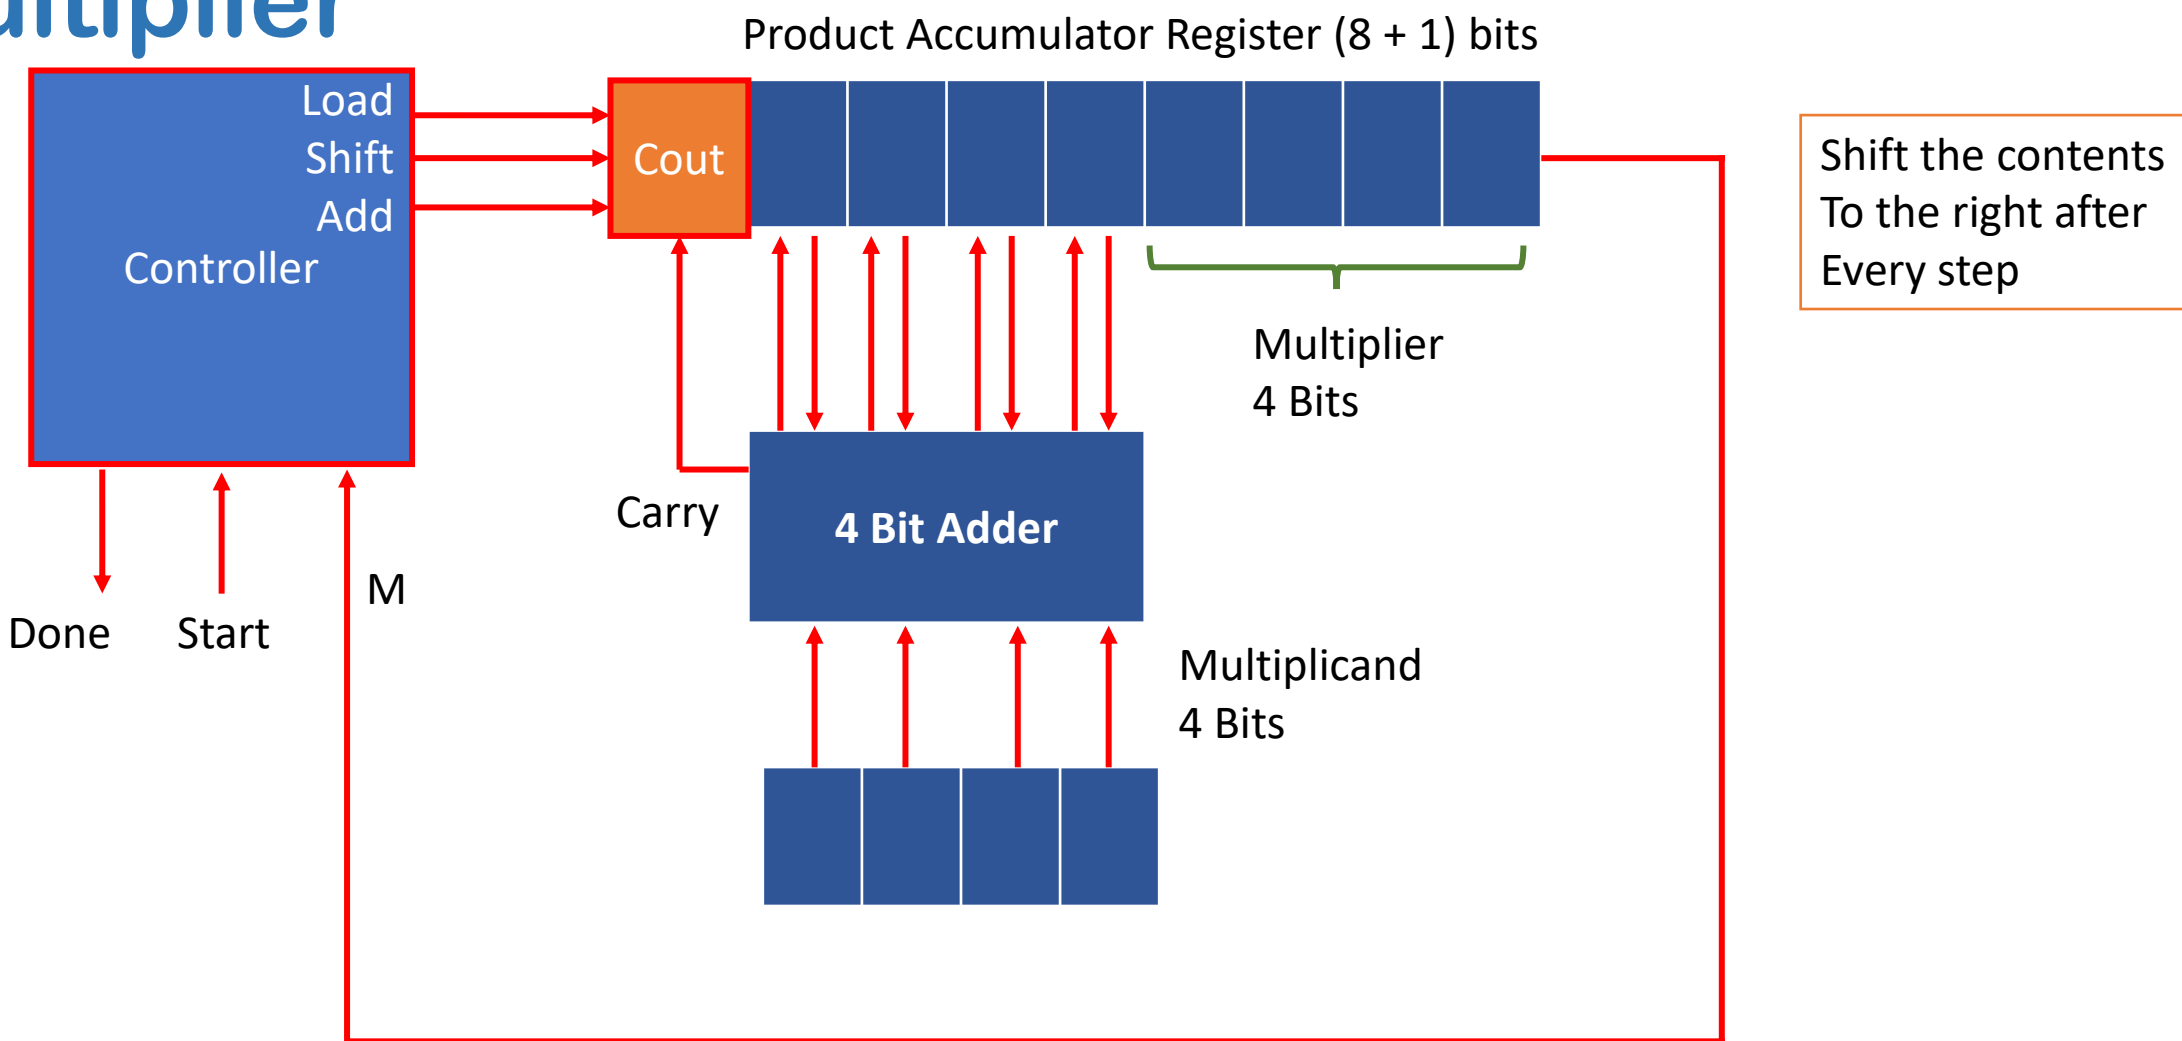 Product Accumulator Register (8 + 1) bits
Load
Shift
Add
Controller
Cout
Shift the contents
To the right after
Every step
Multiplier
4 Bits
Carry
4 Bit Adder
M
Done
Start
Multiplicand
4 Bits